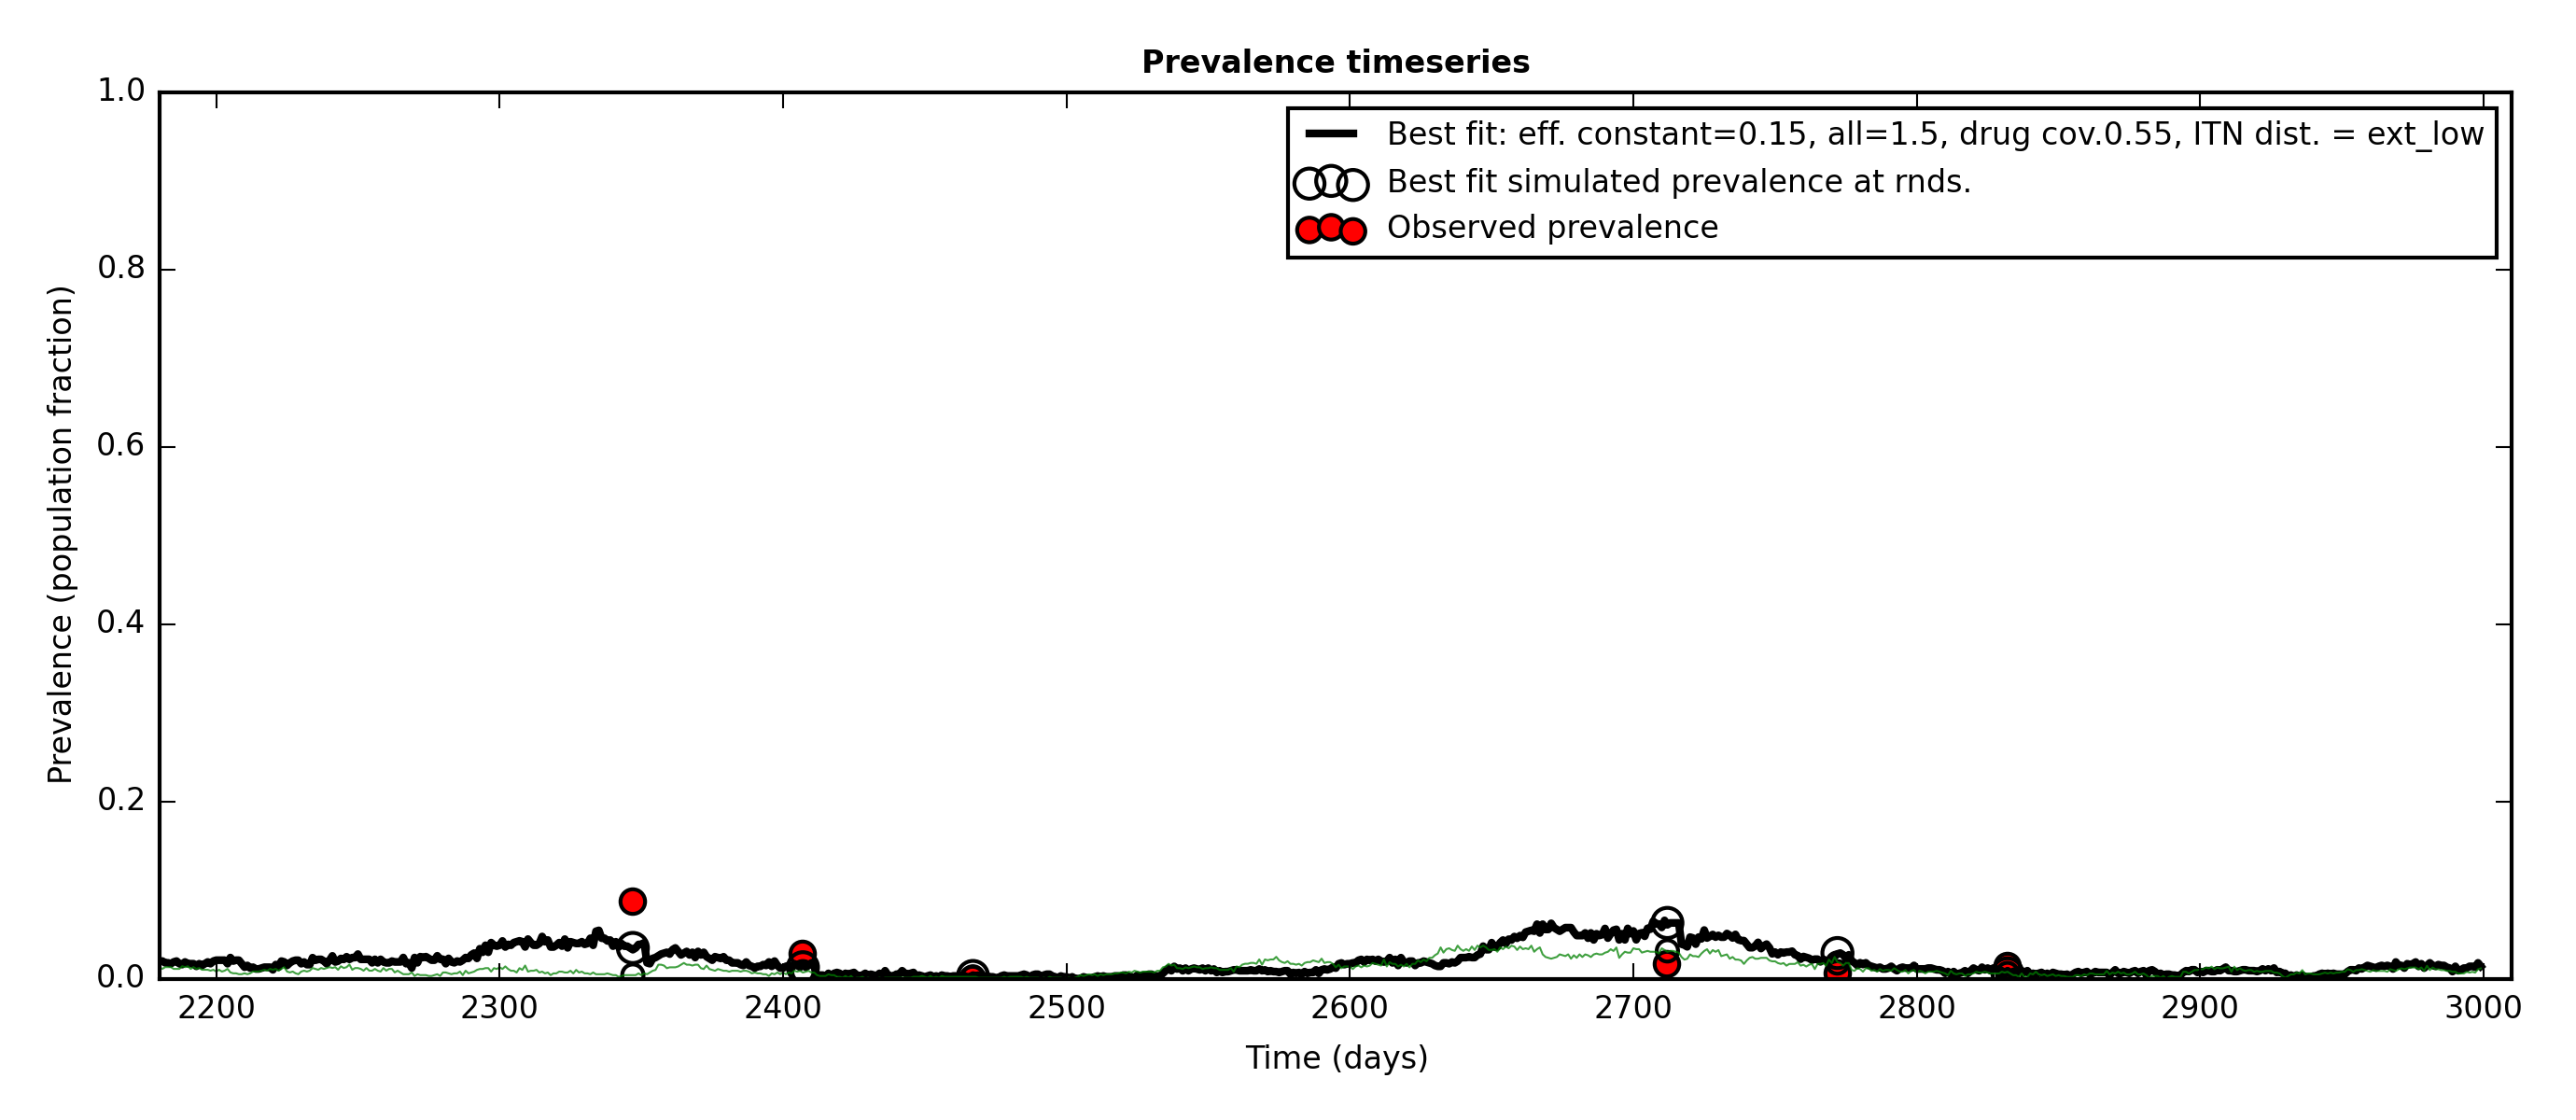 Prevalence timeseries
1.0
0.8
0.6
0.4
0.2
0.0
Prevalence (population fraction)
Best fit: eff. constant=0.15, all=1.5, drug cov.0.55, ITN dist. = ext_low
Best fit simulated prevalence at rnds.
Observed prevalence
2200 2300 2400 2500 2600 2700 2800 2900 3000
Time (days)